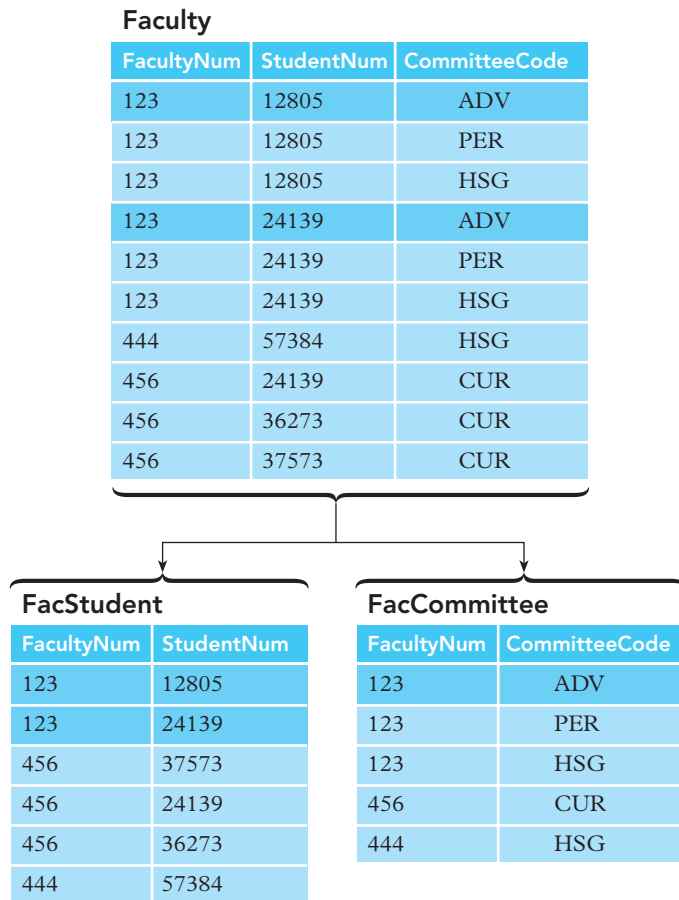 Faculty
FacultyNum StudentNum CommitteeCode
123 12805 ADV
123 12805 PER
123 12805 HSG
123 24139 ADV
123 24139 PER
123 24139 HSG
444 57384 HSG
456 24139 CUR
456 36273 CUR
456 37573 CUR
FacStudent
FacultyNum StudentNum
123 12805
123 24139
456 37573
456 24139
456 36273
444 57384
FacCommittee
FacultyNum CommitteeCode
123 ADV
123 PER
123 HSG
456 CUR
444 HSG